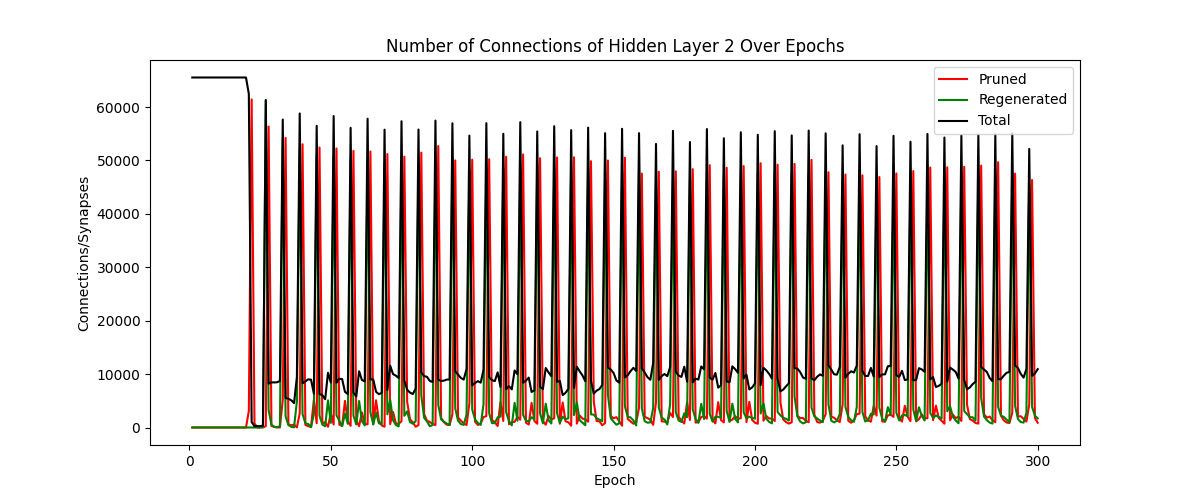 Number of Connections of Hidden Layer 2 Over Epochs
Pruned
Regenerated
Total
Connections/Synapses
60000
50000
40000
30000
20000
10000
0
0 50 100 150 200 250 300
Epoch